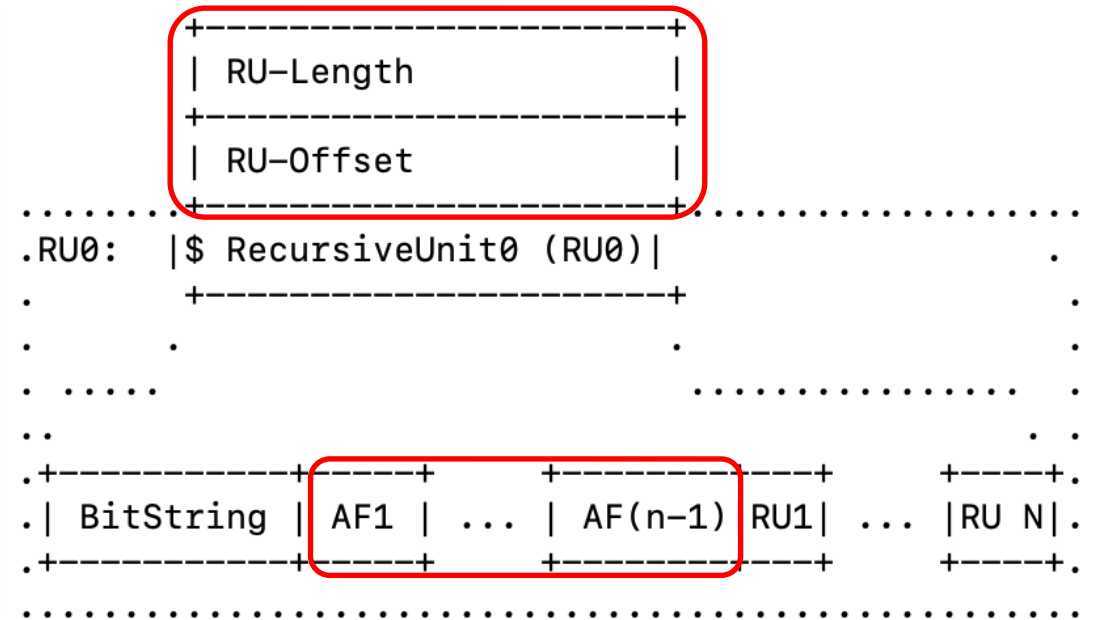 +-----------------------+
| RU-Length |
+-----------------------+
| RU-Offset |
........+-----------------------+...................
.RU0: |$ RecursiveUnit0 (RU0)| .
. +-----------------------+ .
. . . .
. ..... ................ .
.. . .
.+-----------+-----+ +---------+---+ +----+.
.| BitString | AF1 | ... | AF(n-1) RU1| ... |RU N|.
.+-----------+-----+ +---------+---+ +----+.
...................................................